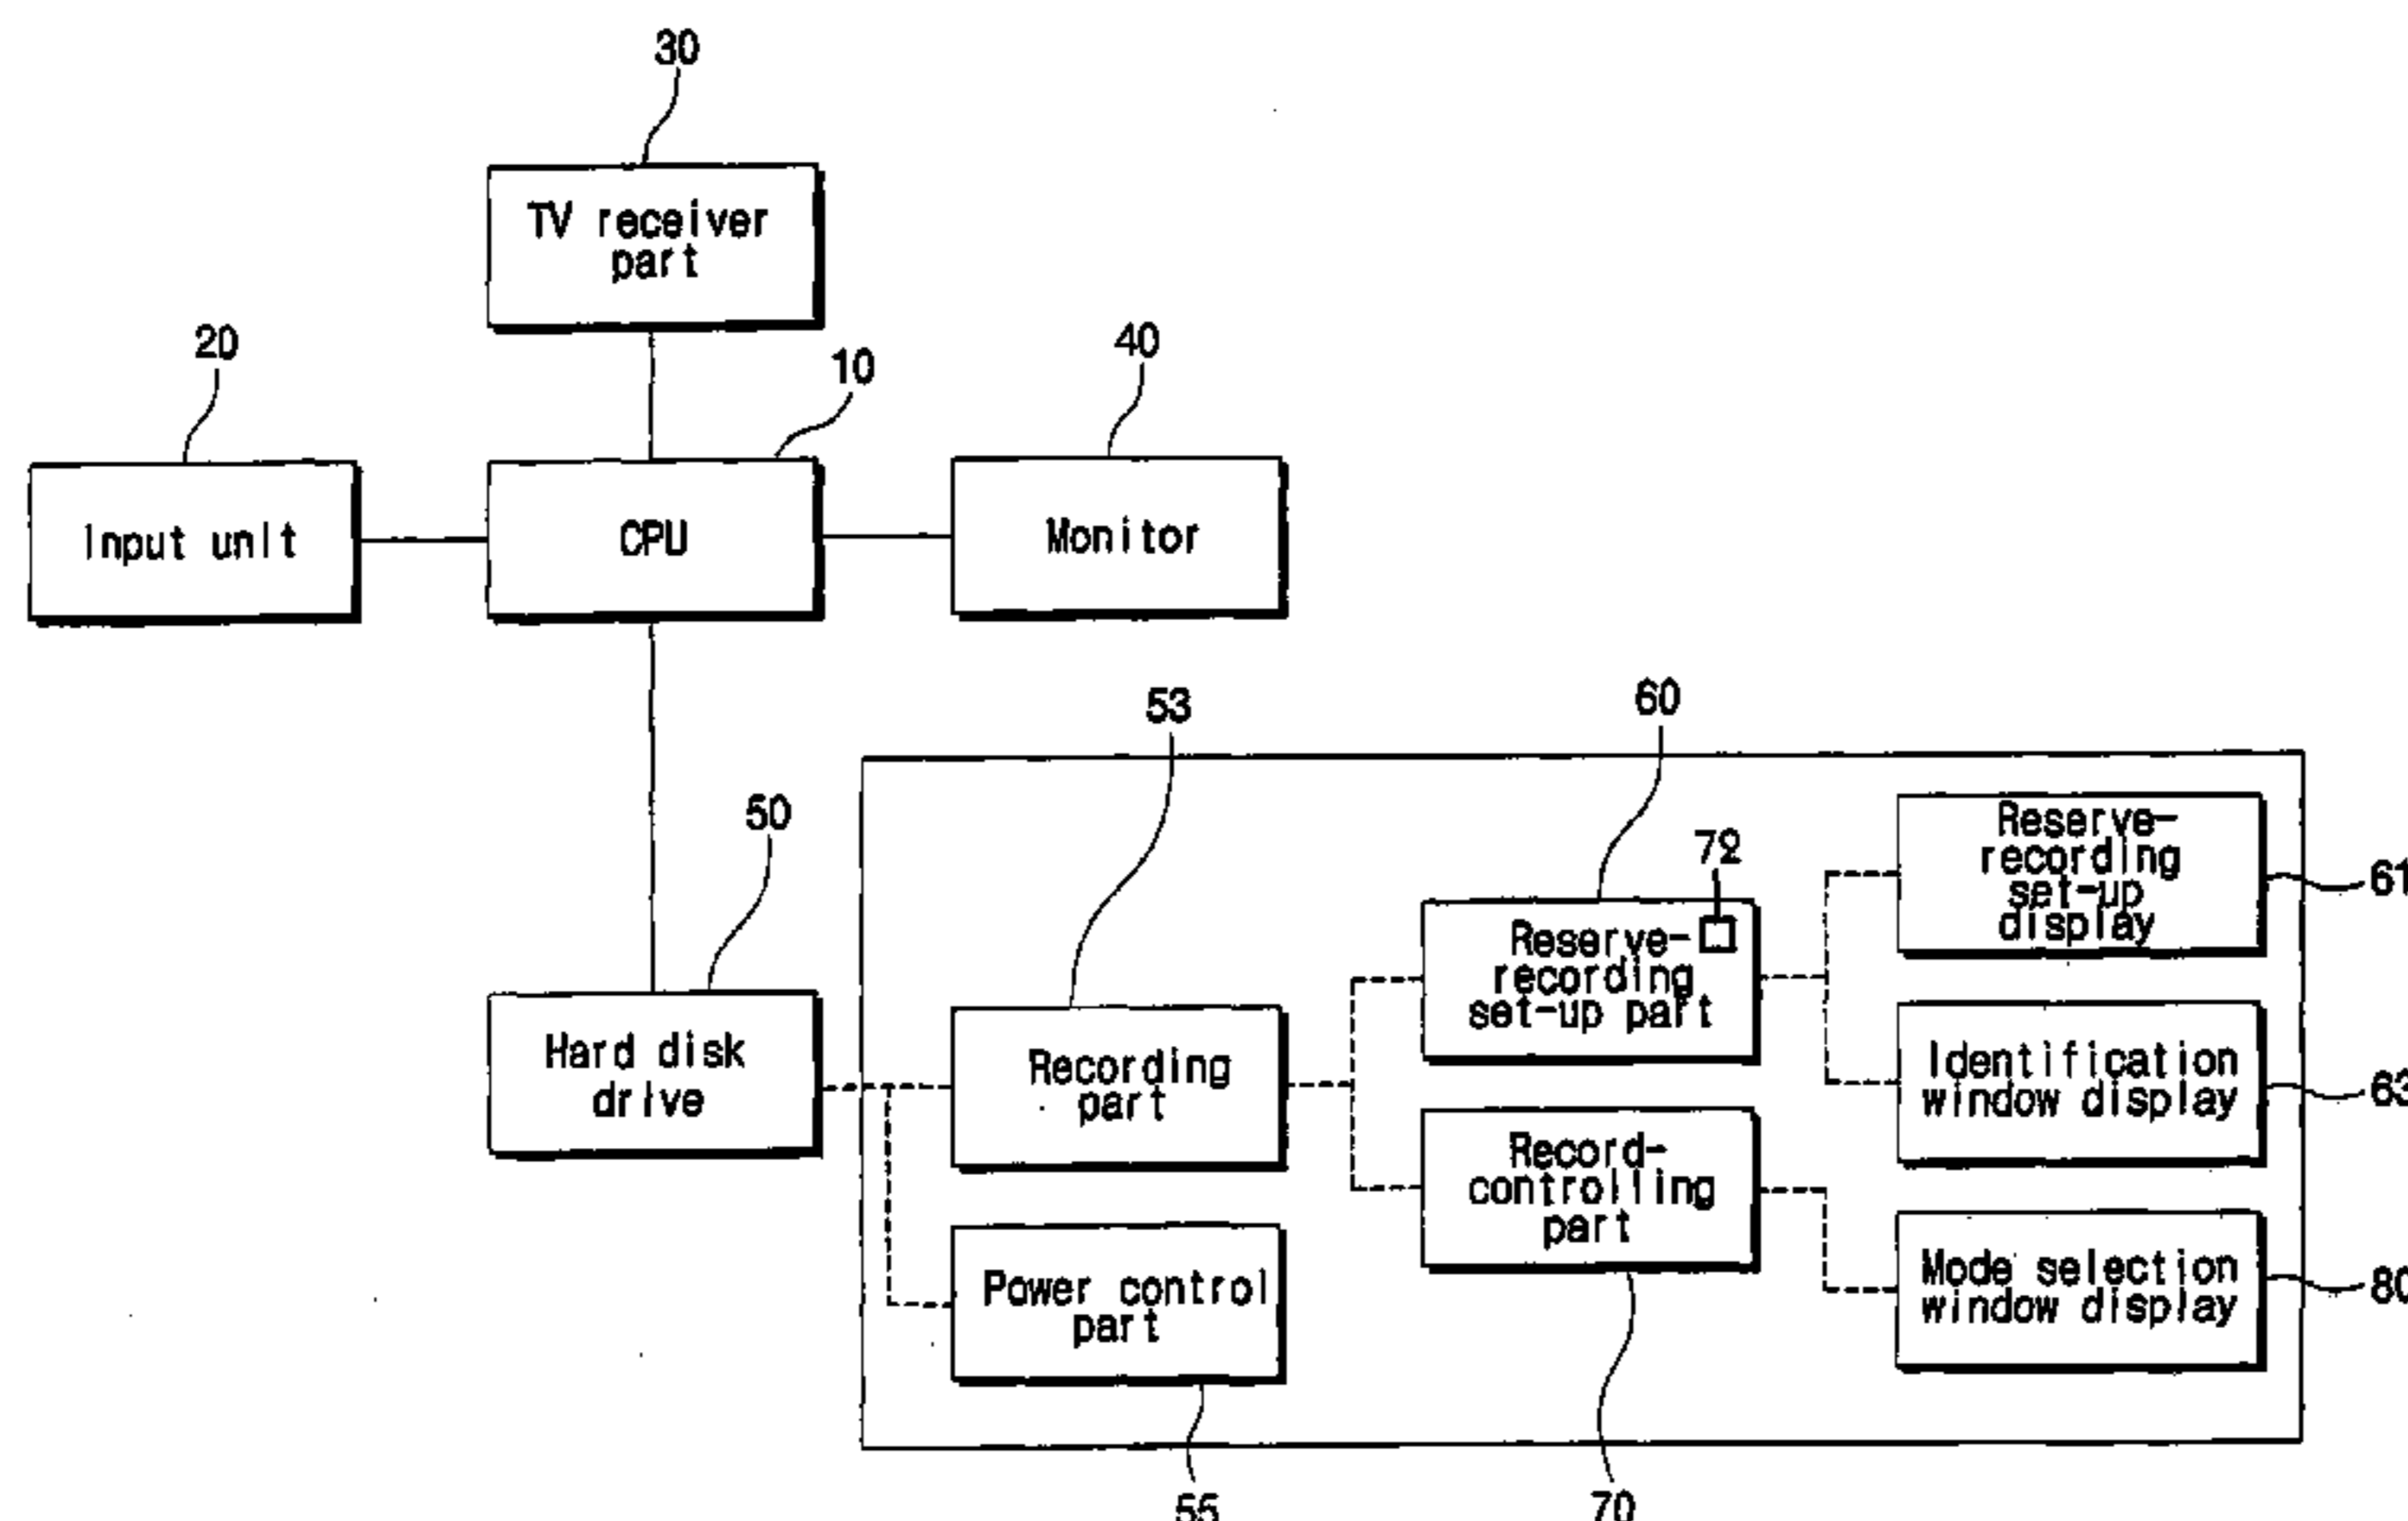 30
TV receiver
part
20
10
40
Input unit
CPU
Monitor
53
60
50
72
Reserve-
recording
set-up
display
61
Reserve-
recording
set-up part
Hard disk
drive
Recording
part
Identification
window display
63
Record-
controlling
part
Power control
part
Mode selection
window display
80
55
70